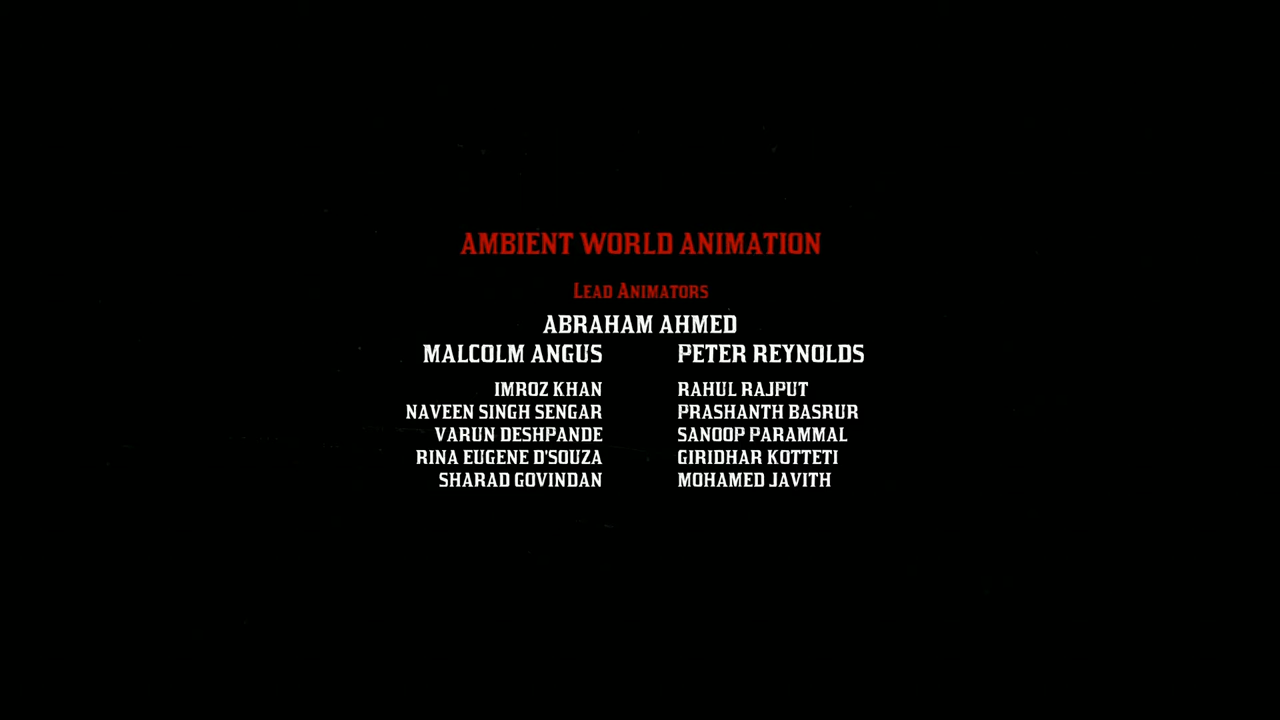 AMBIENT WORLD ANIMATION
LEAD ANIMATORS
ABRAHAM AHMED
MALCOLM ANGUS PETER REYNOLDS
IMROZ KHAN RAHUL RAJPUT
NAVEEN SINGH SENGAR PRASHANTH BASRUR
VARUN DESHPANDE SANOOP PARAMMAL
RINA EUGENE D'SOUZA GIRIDHAR KOTTETI
SHARAD GOVINDAN MOHAMED JAVITH